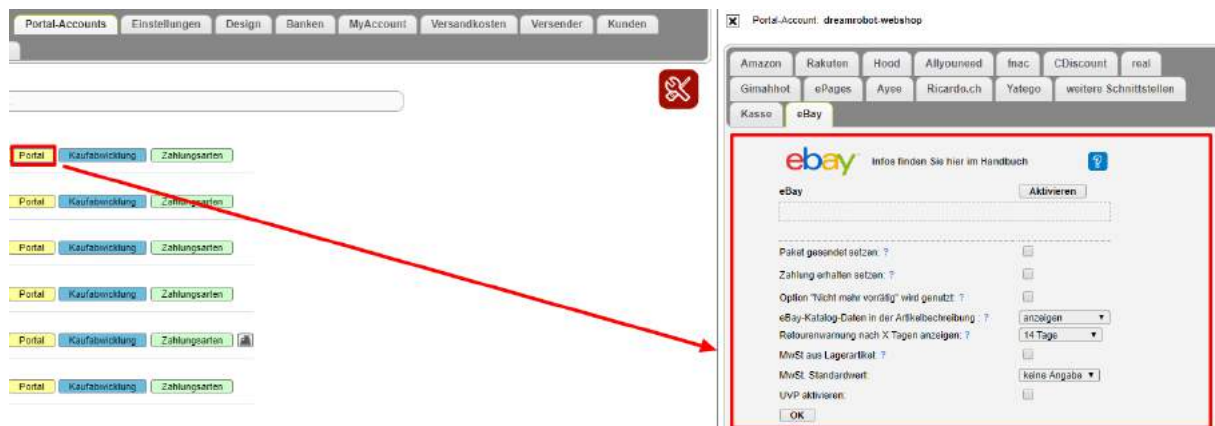 Portal-Accounts Einstellungen Design Banken MyAccount Versandkosten Versender Kunden
Portal Kaufabwicklung Zahlungsarten
Portal Kaufabwicklung Zahlungsarten
Portal Kaufabwicklung Zahlungsarten
Portal Kaufabwicklung Zahlungsarten
Portal Kaufabwicklung Zahlungsarten
Portal Kaufabwicklung Zahlungsarten
Portal-Account: dreamrobot-webshop
Amazon Rakuten Hood Allyouneed fnac CDiscount real
Gimahhot ePages Ayee Ricardo.ch Yatego weitere Schnittstellen
Kasse eBay
ebay Infos finden Sie hier im Handbuch ?
eBay Aktivieren
Paket gesendet setzen: ?
Zahlung erhalten setzen: ?
Option "Nicht mehr vorrätig" wird genutzt: ?
eBay-Katalog-Daten in der Artikelbeschreibung : ? anzeigen
Retourenwarnung nach X Tagen anzeigen: ? 14 Tage
MwSt aus Lagerartikel: ?
MwSt. Standardwert: keine Angabe
UVP aktivieren:
OK